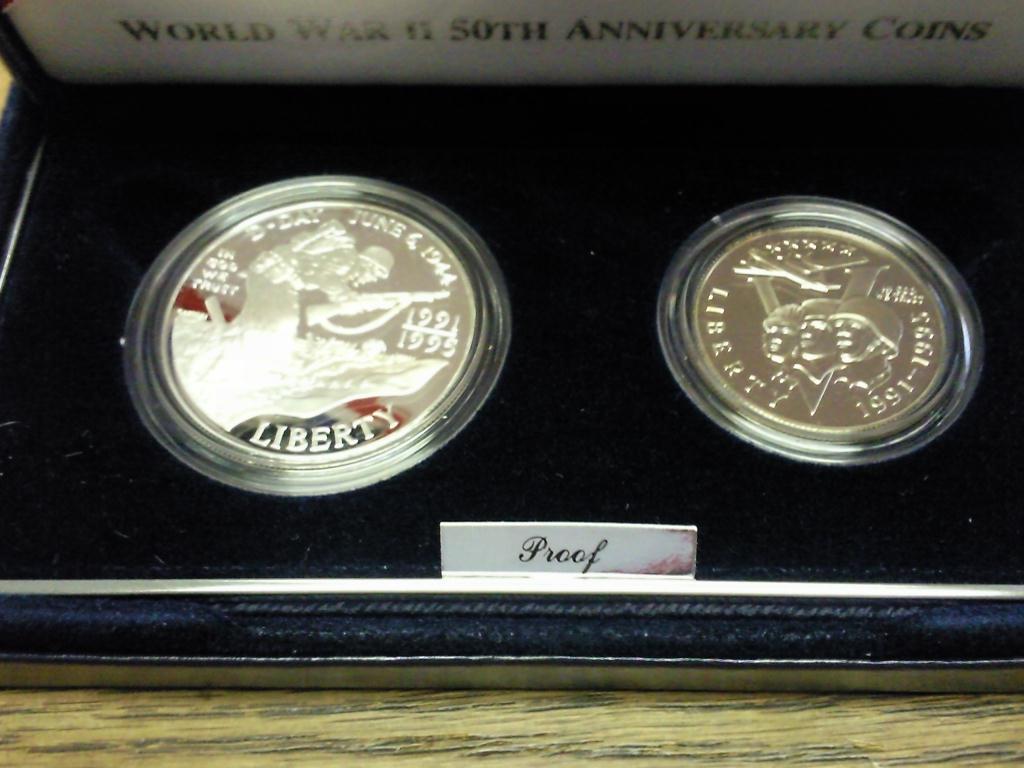 WORLD WAR II 50TH ANNIVERSARY COINS
D-DAY JUNE 6, 1944
IN
GOD
WE
TRUST
1991
1995
LIBERTY
LIBERTY
IN GOD
WE TRUST
1991-1995
Proof